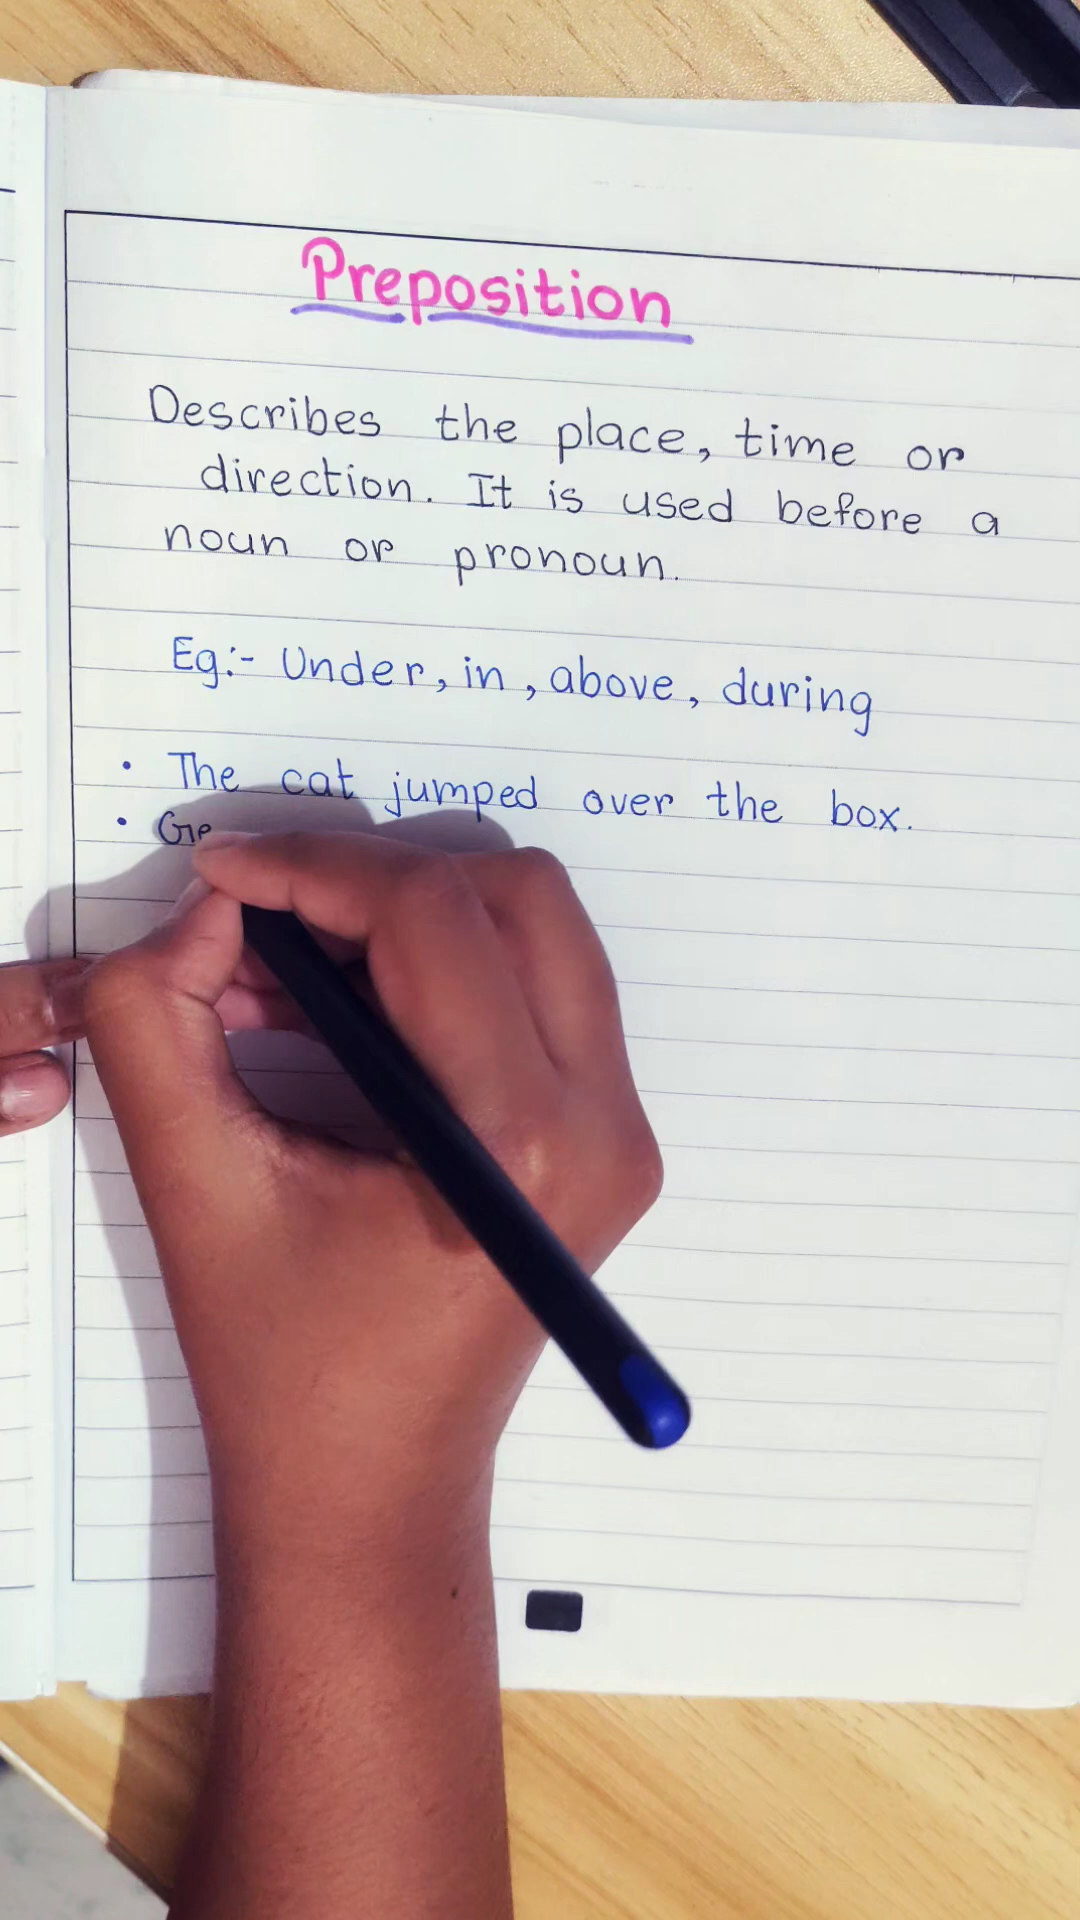 Preposition
Describes the place, time or
direction. It is used before a
noun or pronoun.
Eg:- Under, in, above, during
• The cat jumped over the box.
• Ge